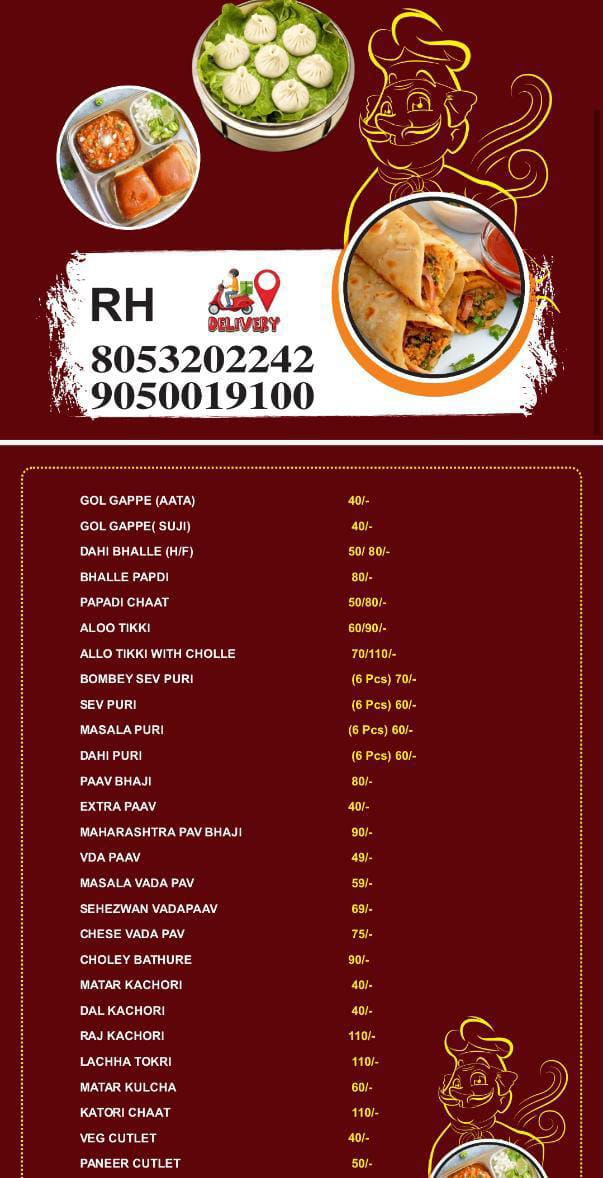 RH
DELIVERY
8053202242
9050019100
GOL GAPPE (AATA) 40/-
GOL GAPPE( SUJI) 40/-
DAHI BHALLE (H/F) 50/ 80/-
BHALLE PAPDI 80/-
PAPADI CHAAT 50/80/-
ALOO TIKKI 60/90/-
ALLO TIKKI WITH CHOLLE 70/110/-
BOMBEY SEV PURI (6 Pcs) 70/-
SEV PURI (6 Pcs) 60/-
MASALA PURI (6 Pcs) 60/-
DAHI PURI (6 Pcs) 60/-
PAAV BHAJI 80/-
EXTRA PAAV 40/-
MAHARASHTRA PAV BHAJI 90/-
VDA PAAV 49/-
MASALA VADA PAV 59/-
SEHEZWAN VADAPAAV 69/-
CHESE VADA PAV 75/-
CHOLEY BATHURE 90/-
MATAR KACHORI 40/-
DAL KACHORI 40/-
RAJ KACHORI 110/-
LACHHA TOKRI 110/-
MATAR KULCHA 60/-
KATORI CHAAT 110/-
VEG CUTLET 40/-
PANEER CUTLET 50/-